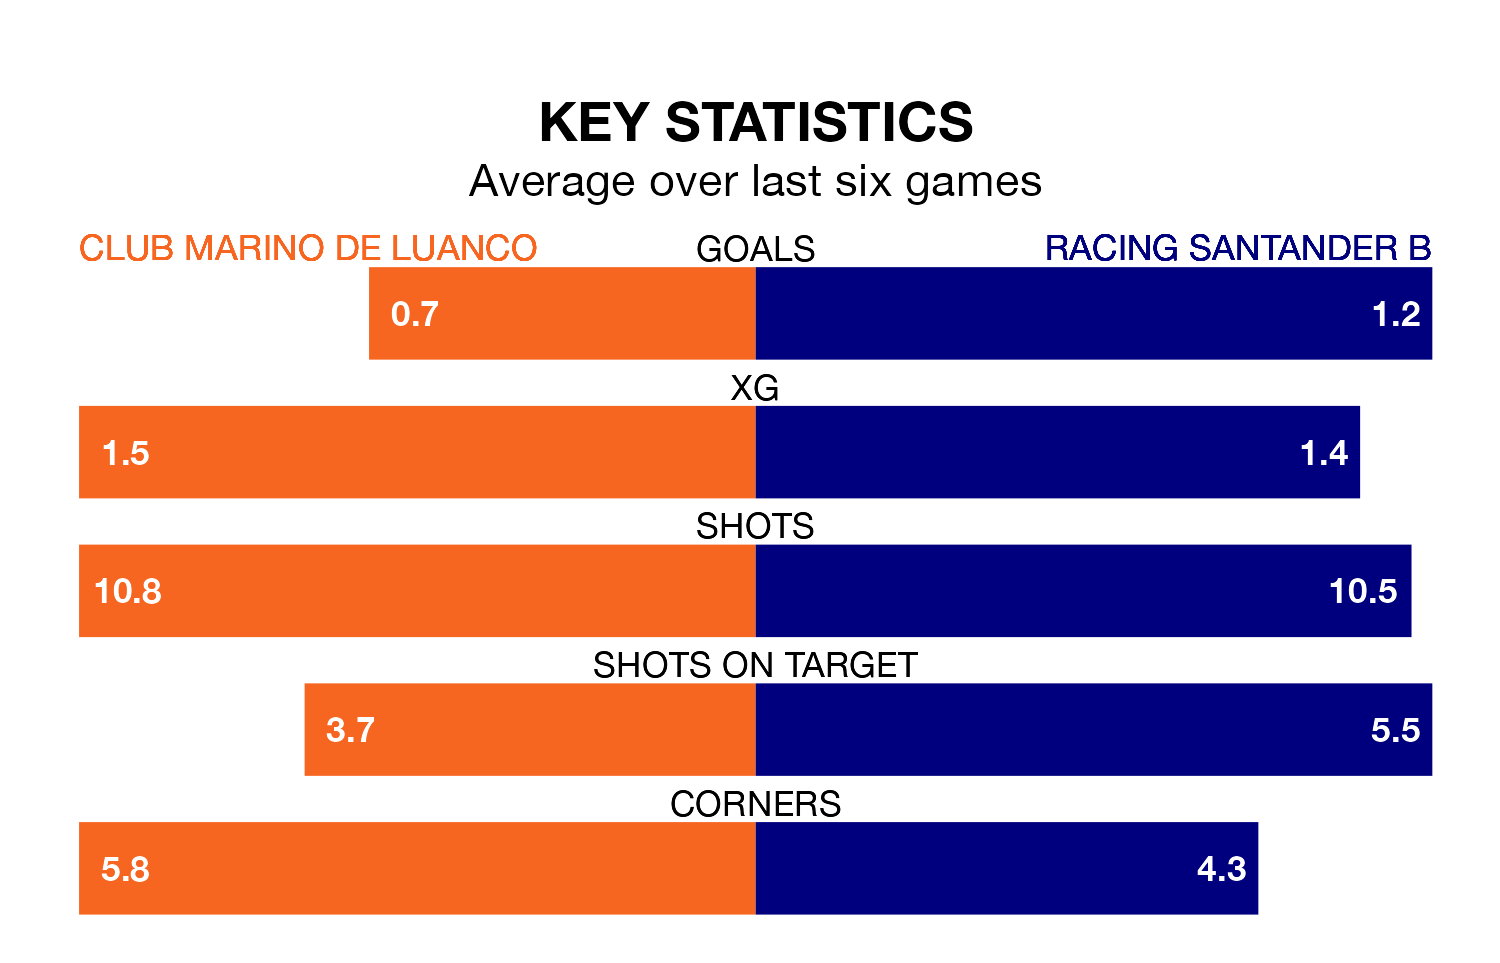 KEY STATISTICS
Average over last six games
CLUB MARINO DE LUANCO GOALS RACING SANTANDER B
0.7 1.2
XG
1.5 1.4
SHOTS
10.8 10.5
SHOTS ON TARGET
3.7 5.5
CORNERS
5.8 4.3